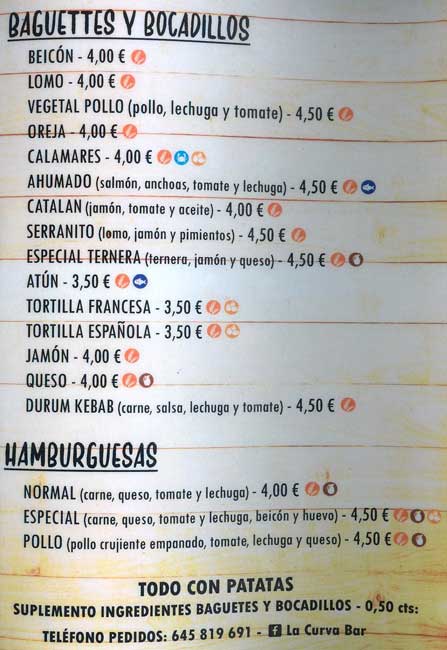 BAGUETTES Y BOCADILLOS
BEICÓN - 4,00 €
LOMO - 4,00 €
VEGETAL POLLO (pollo, lechuga y tomate) - 4,50 €
OREJA - 4,00 €
CALAMARES - 4,00 €
AHUMADO (salmón, anchoas, tomate y lechuga) - 4,50 €
CATALAN (jamón, tomate y aceite) - 4,00 €
SERRANITO (lomo, jamón y pimientos) - 4,50 €
ESPECIAL TERNERA (ternera, jamón y queso) - 4,50 €
ATÚN - 3,50 €
TORTILLA FRANCESA - 3,50 €
TORTILLA ESPAÑOLA - 3,50 €
JAMÓN - 4,00 €
QUESO - 4,00 €
DURUM KEBAB (carne, salsa, lechuga y tomate) - 4,50 €
HAMBURGUESAS
NORMAL (carne, queso, tomate y lechuga) - 4,00 €
ESPECIAL (carne, queso, tomate y lechuga, beicón y huevo) - 4,50 €
POLLO (pollo crujiente empanado, tomate, lechuga y queso) - 4,50 €
TODO CON PATATAS
SUPLEMENTO INGREDIENTES BAGUETES Y BOCADILLOS - 0,50 cts:
TELÉFONO PEDIDOS: 645 819 691 - f La Curva Bar